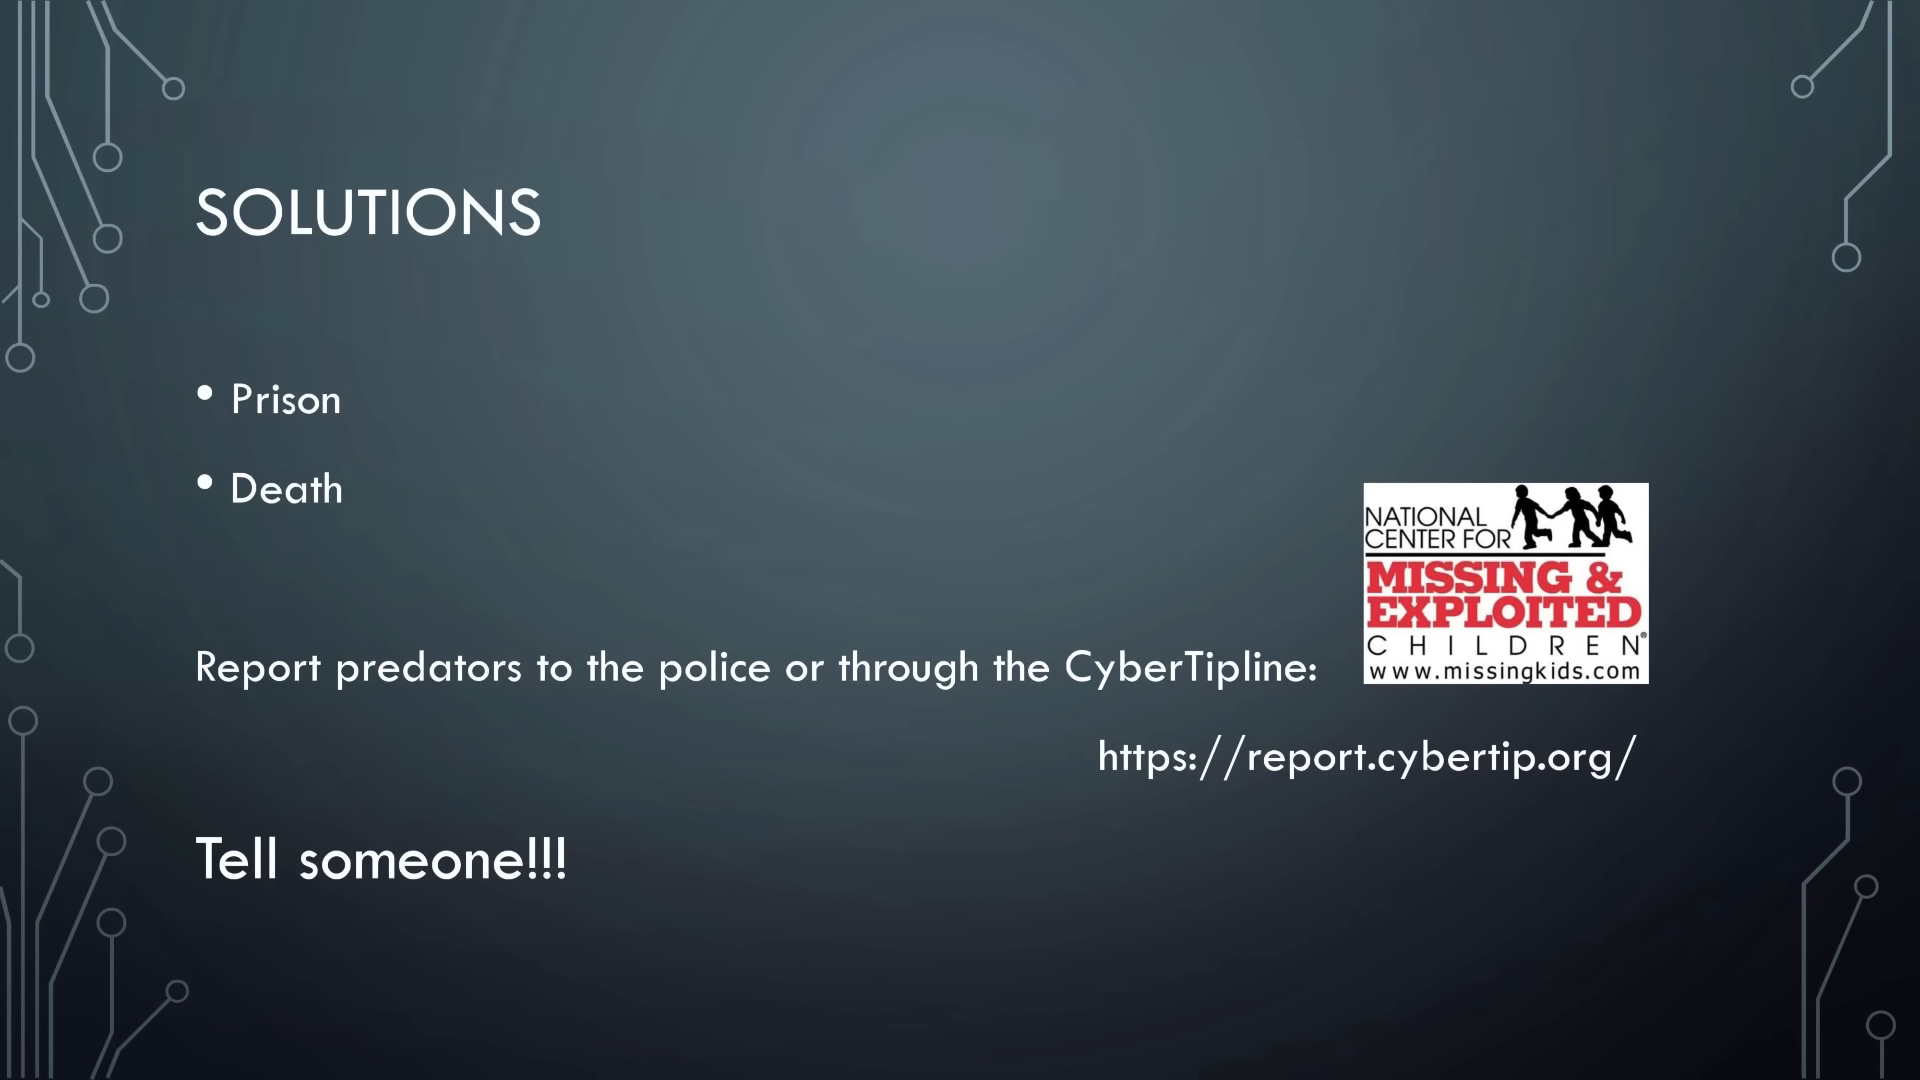 SOLUTIONS
• Prison
• Death
NATIONAL
CENTER FOR
MISSING &
EXPLOITED
CHILDREN®
www.missingkids.com
Report predators to the police or through the CyberTipline:
https://report.cybertip.org/
Tell someone!!!